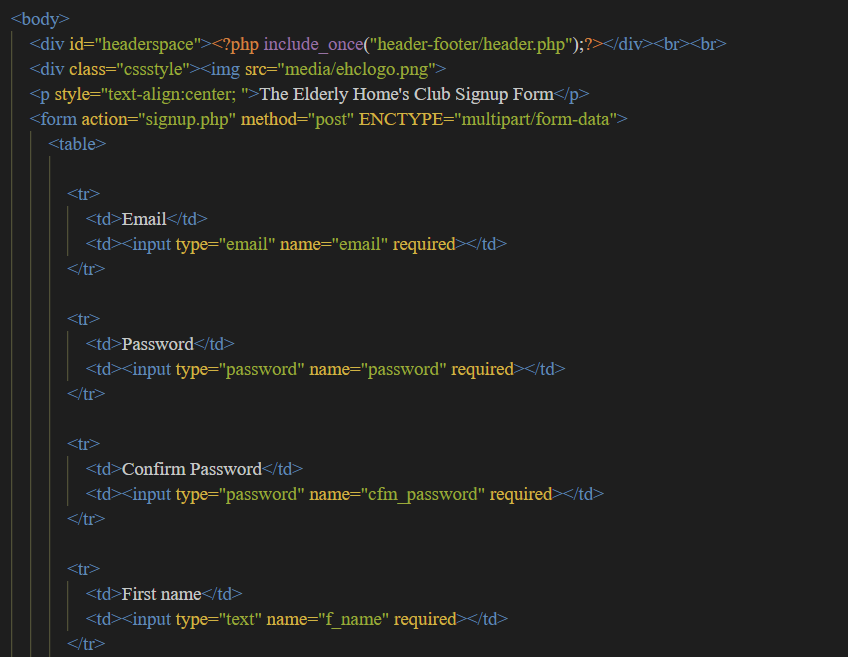 <body>
<div id="headerspace"><?php include_once("header-footer/header.php");?></div><br><br>
<div class="cssstyle"><img src="media/ehclogo.png">
<p style="text-align:center; ">The Elderly Home's Club Signup Form</p>
<form action="signup.php" method="post" ENCTYPE="multipart/form-data">
<table>
<tr>
<td>Email</td>
<td><input type="email" name="email" required></td>
</tr>
<tr>
<td>Password</td>
<td><input type="password" name="password" required></td>
</tr>
<tr>
<td>Confirm Password</td>
<td><input type="password" name="cfm_password" required></td>
</tr>
<tr>
<td>First name</td>
<td><input type="text" name="f_name" required></td>
</tr>